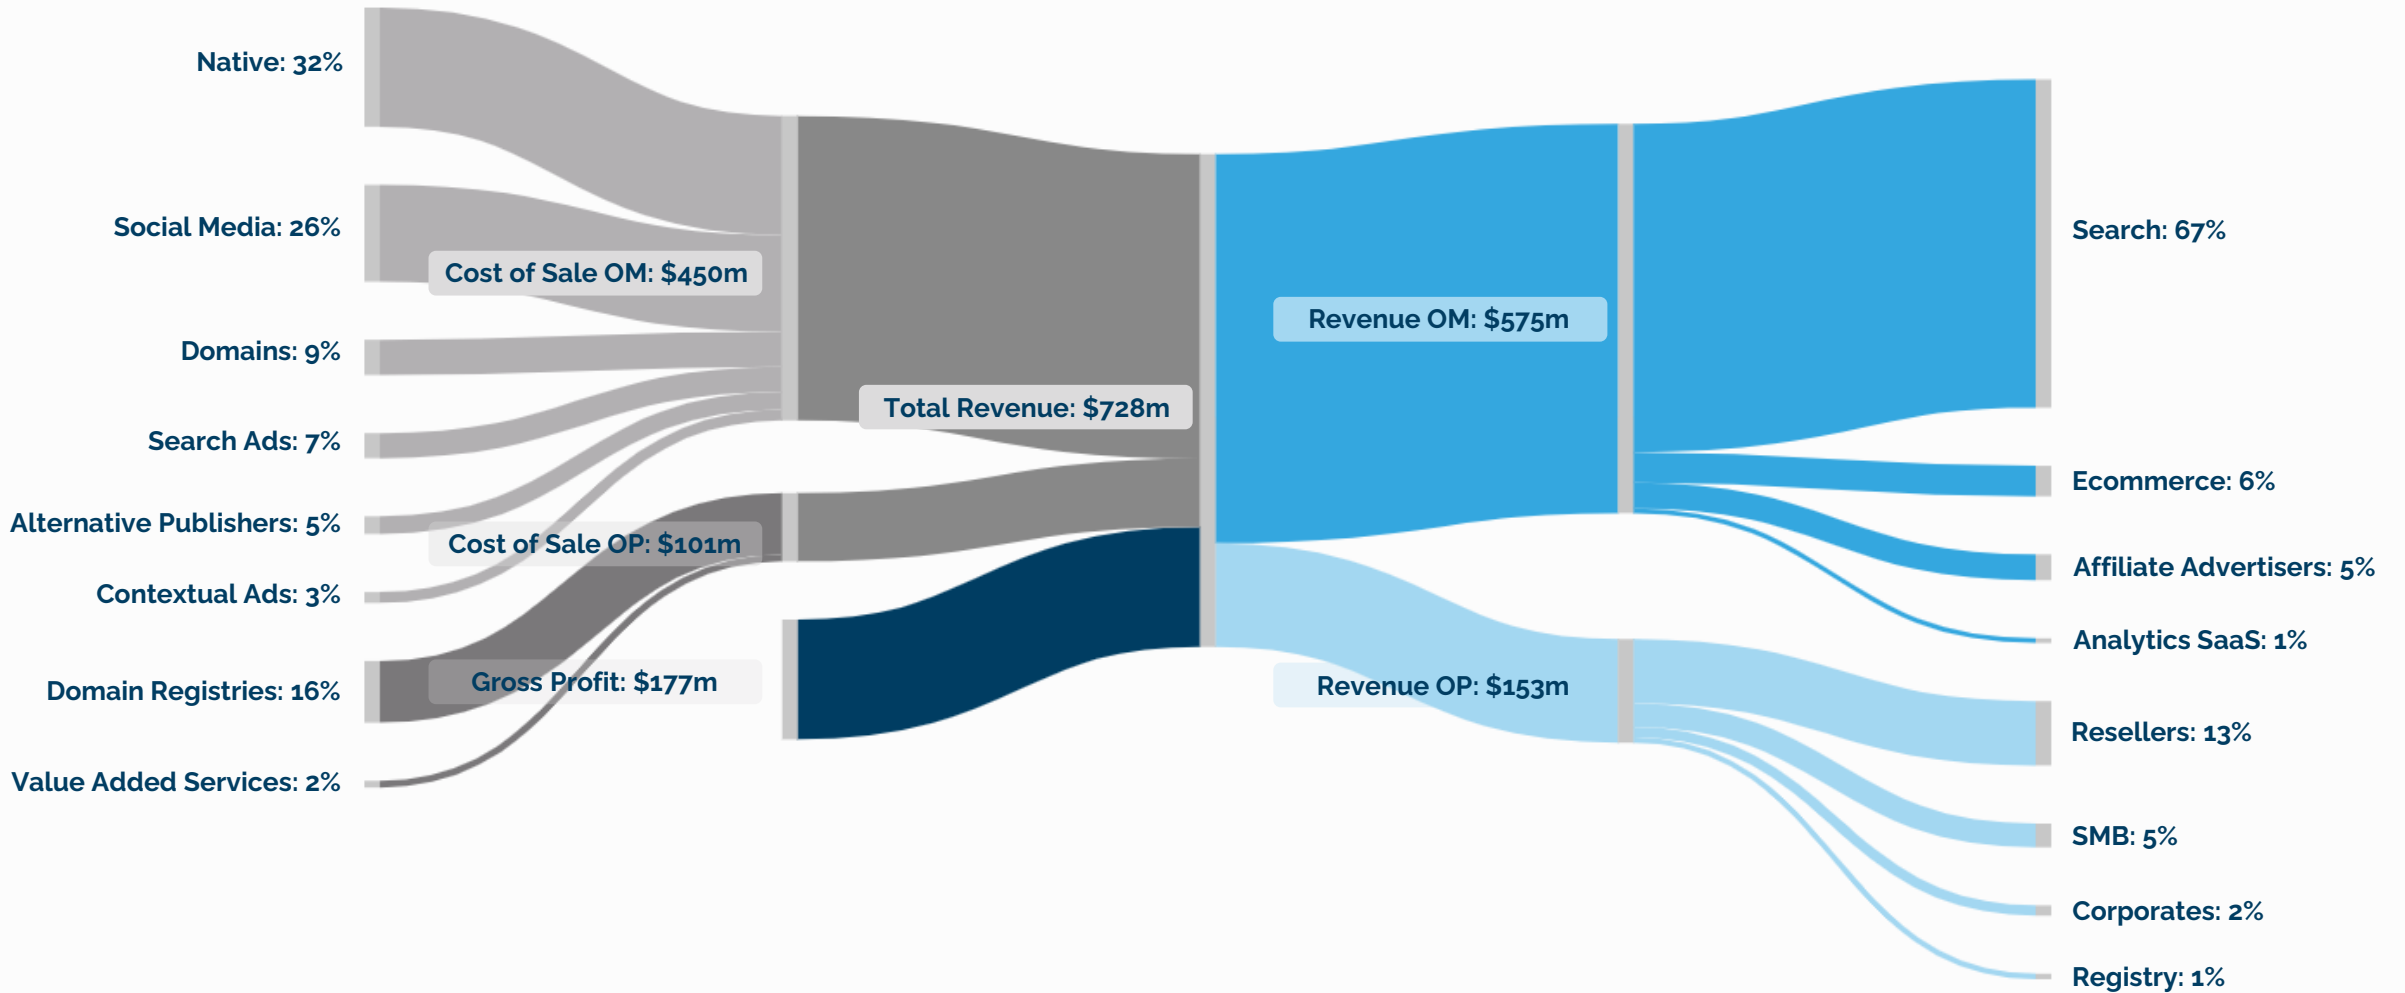 Native: 32%
Social Media: 26%
Domains: 9%
Search Ads: 7%
Alternative Publishers: 5%
Contextual Ads: 3%
Domain Registries: 16%
Value Added Services: 2%
Cost of Sale OM: $450m
Cost of Sale OP: $101m
Gross Profit: $177m
Total Revenue: $728m
Revenue OM: $575m
Revenue OP: $153m
Search: 67%
Ecommerce: 6%
Affiliate Advertisers: 5%
Analytics SaaS: 1%
Resellers: 13%
SMB: 5%
Corporates: 2%
Registry: 1%